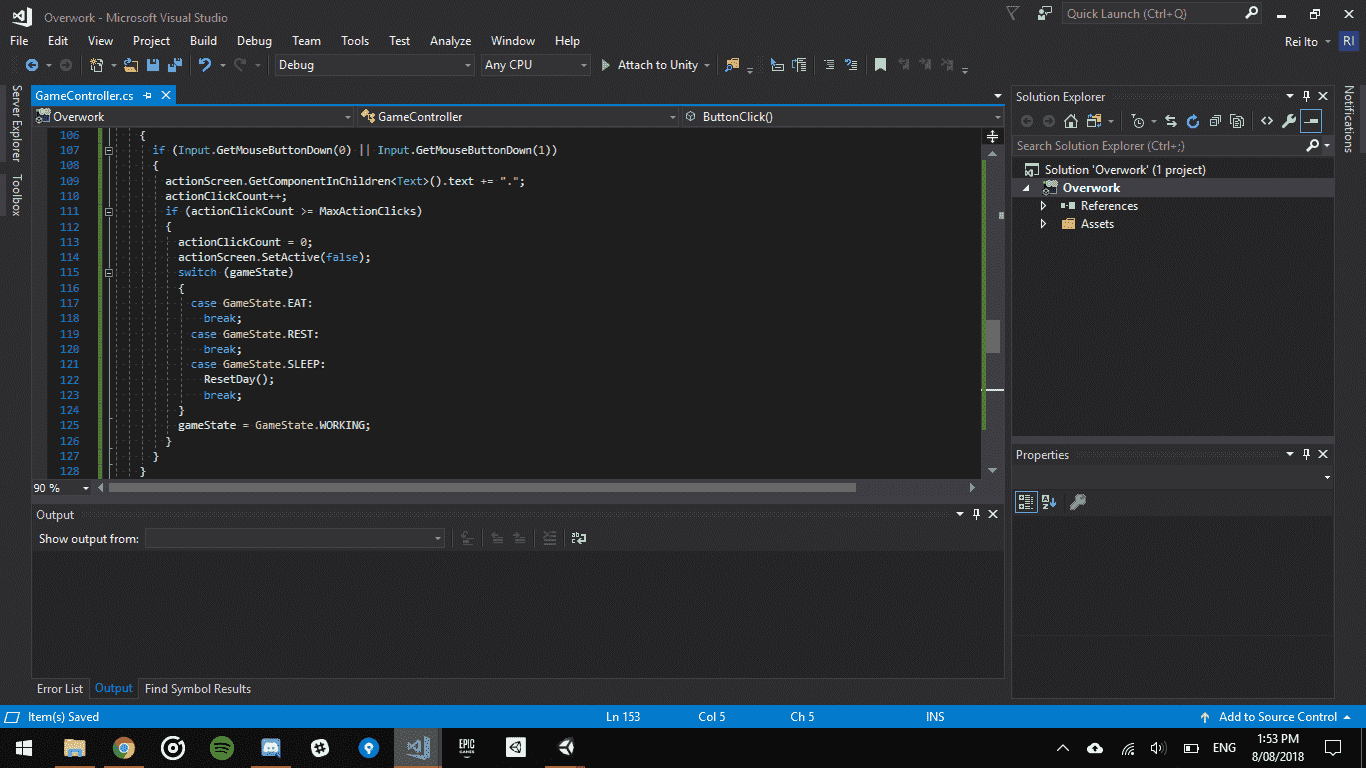 Overwork - Microsoft Visual Studio
Quick Launch (Ctrl+Q)
File Edit View Project Build Debug Team Tools Test Analyze Window Help
Rei Ito RI
Debug Any CPU Attach to Unity
Server Explorer
Toolbox
GameController.cs
Overwork GameController ButtonClick()
106 {
107 if (Input.GetMouseButtonDown(0) || Input.GetMouseButtonDown(1))
108 {
109 actionScreen.GetComponentInChildren<Text>().text += ".";
110 actionClickCount++;
111 if (actionClickCount >= MaxActionClicks)
112 {
113 actionClickCount = 0;
114 actionScreen.SetActive(false);
115 switch (gameState)
116 {
117 case GameState.EAT:
118 break;
119 case GameState.REST:
120 break;
121 case GameState.SLEEP:
122 ResetDay();
123 break;
124 }
125 gameState = GameState.WORKING;
126 }
127 }
128 }
90 %
Output
Show output from:
Error List Output Find Symbol Results
Solution Explorer
Search Solution Explorer (Ctrl+;)
Solution 'Overwork' (1 project)
Overwork
References
Assets
Properties
Notifications
Item(s) Saved Ln 153 Col 5 Ch 5 INS Add to Source Control
EPIC
GAMES
ENG
1:53 PM
8/08/2018